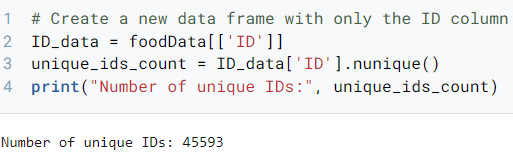 1 # Create a new data frame with only the ID column
2 ID_data = foodData[['ID']]
3 unique_ids_count = ID_data['ID'].nunique()
4 print("Number of unique IDs:", unique_ids_count)
Number of unique IDs: 45593